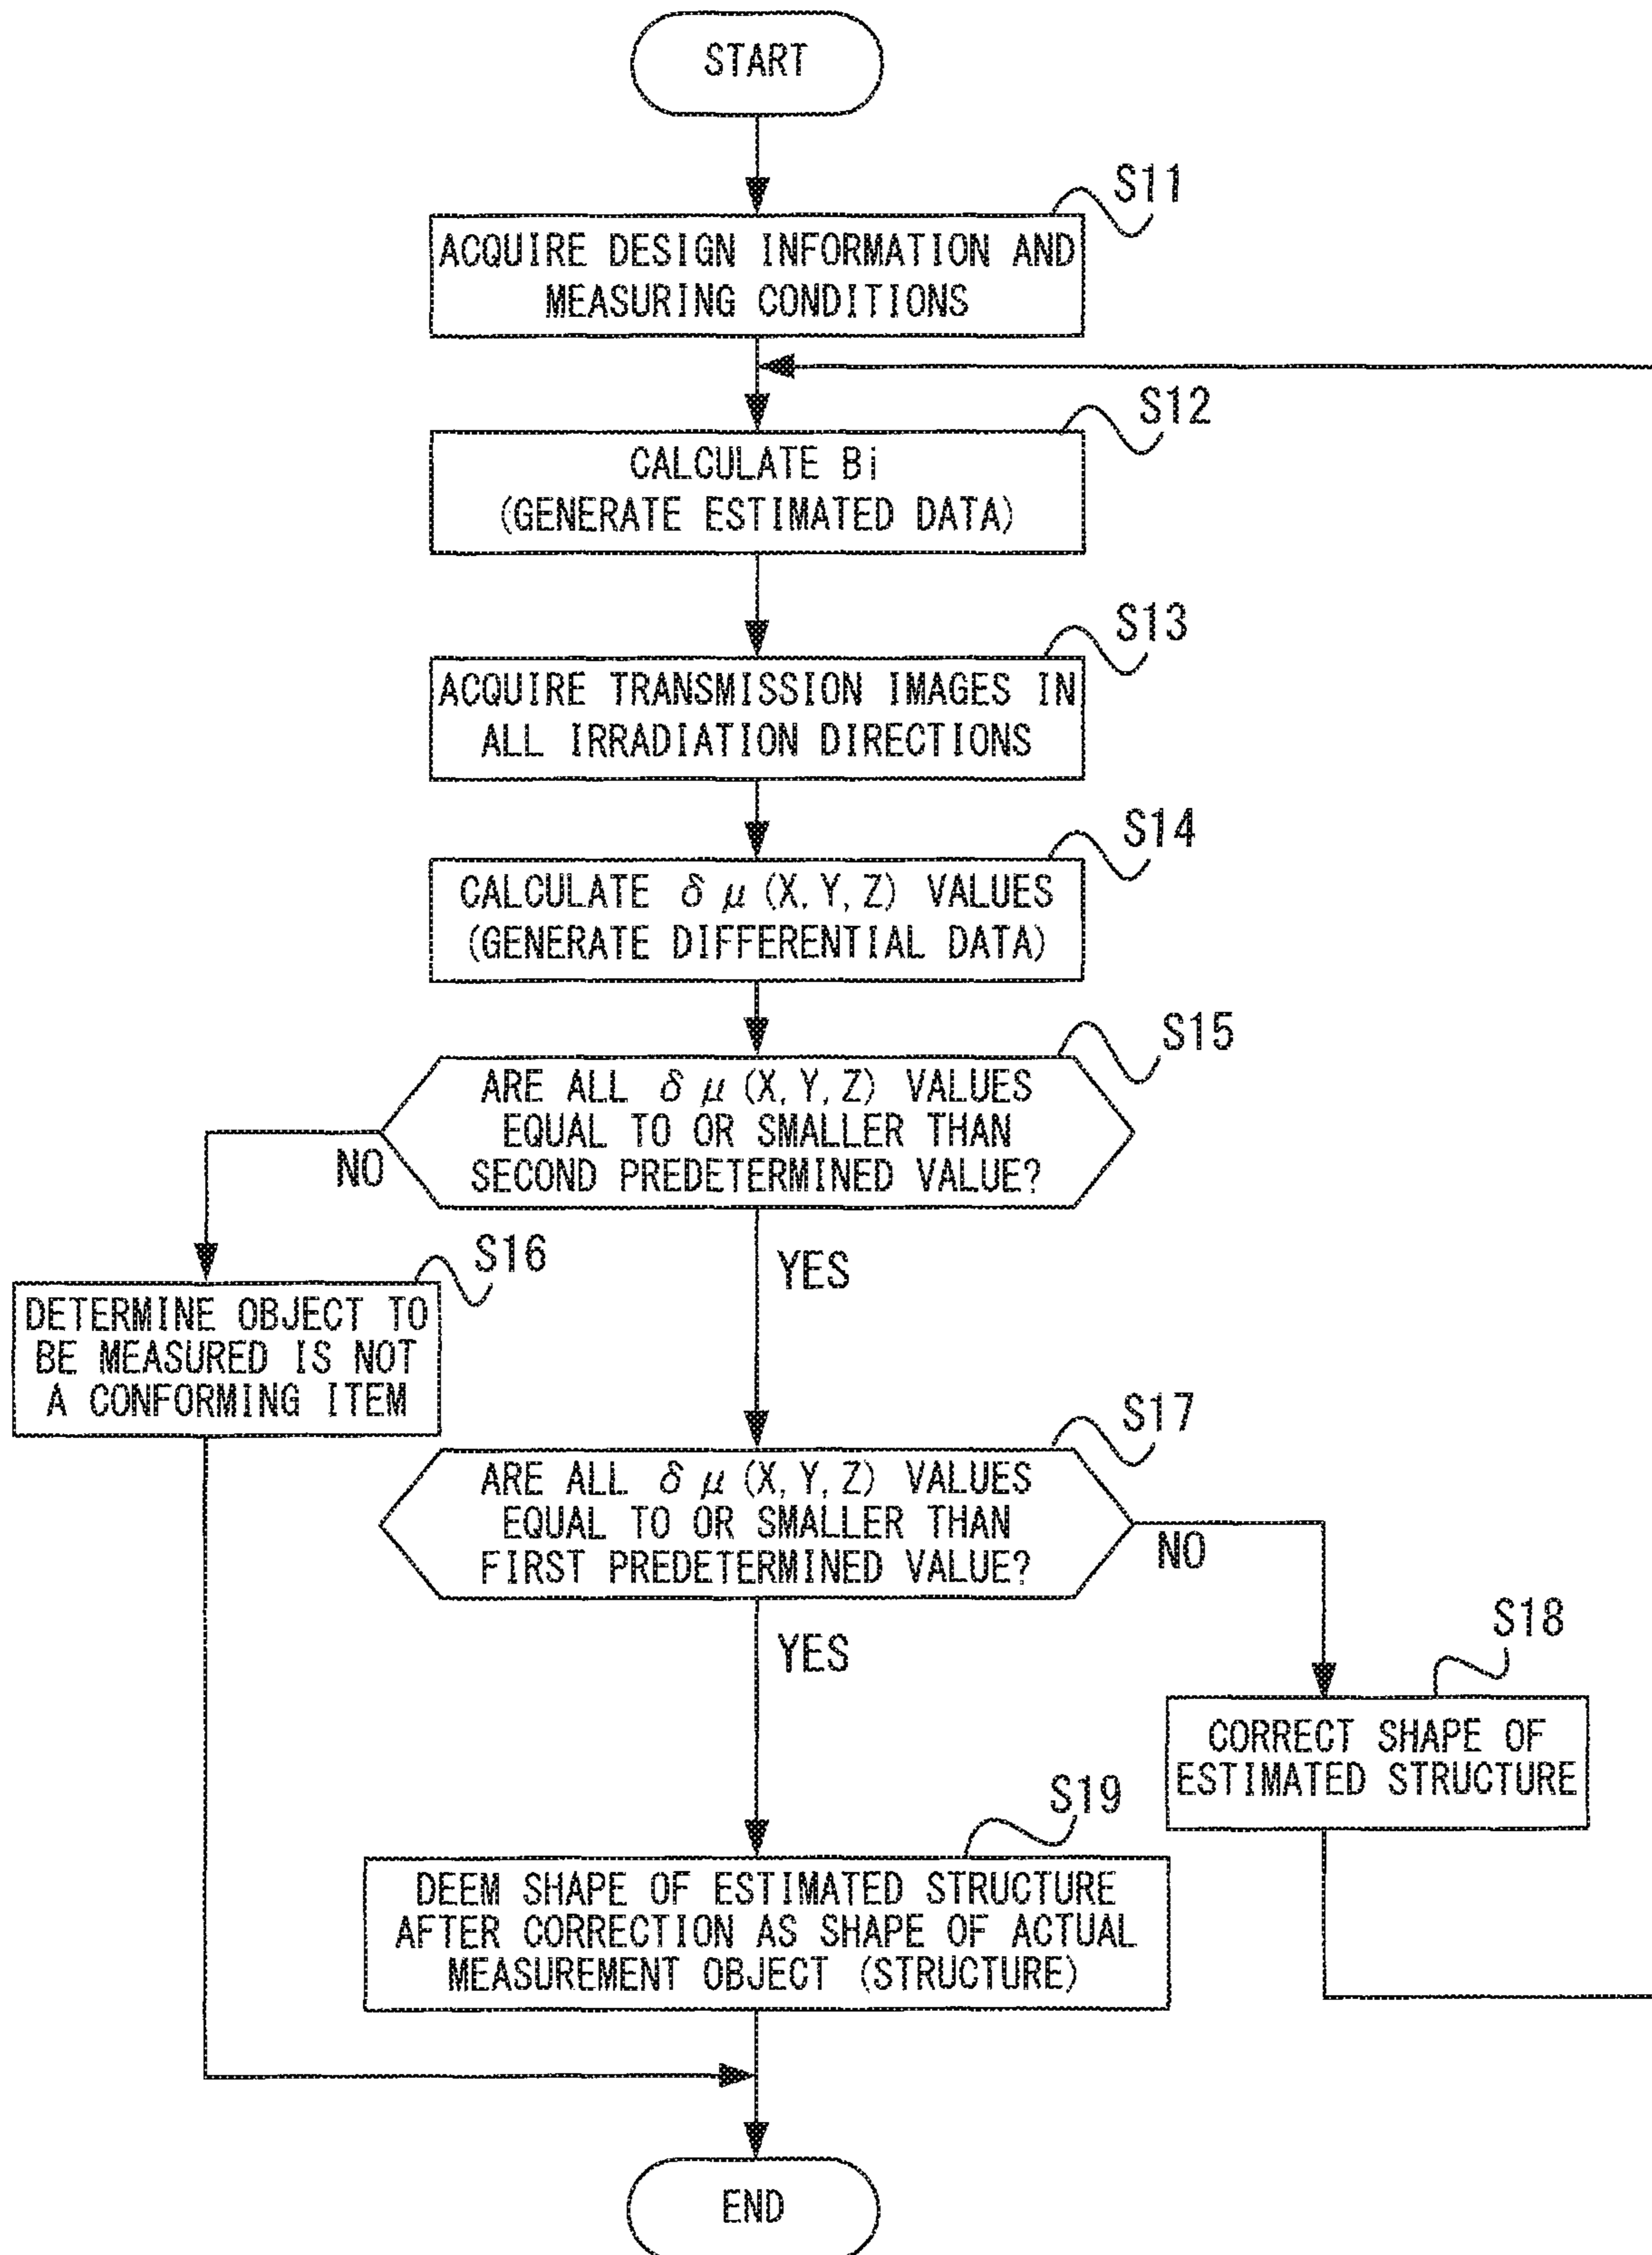 START
S11
ACQUIRE DESIGN INFORMATION AND
MEASURING CONDITIONS
S12
CALCULATE Bi
(GENERATE ESTIMATED DATA)
S13
ACQUIRE TRANSMISSION IMAGES IN
ALL IRRADIATION DIRECTIONS
S14
CALCULATE δμ(X, Y, Z) VALUES
(GENERATE DIFFERENTIAL DATA)
S15
ARE ALL δμ(X, Y, Z) VALUES
EQUAL TO OR SMALLER THAN
SECOND PREDETERMINED VALUE?
NO
YES
S16
DETERMINE OBJECT TO
BE MEASURED IS NOT
A CONFORMING ITEM
S17
ARE ALL δμ(X, Y, Z) VALUES
EQUAL TO OR SMALLER THAN
FIRST PREDETERMINED VALUE?
NO
YES
S18
CORRECT SHAPE OF
ESTIMATED STRUCTURE
S19
DEEM SHAPE OF ESTIMATED STRUCTURE
AFTER CORRECTION AS SHAPE OF ACTUAL
MEASUREMENT OBJECT (STRUCTURE)
END